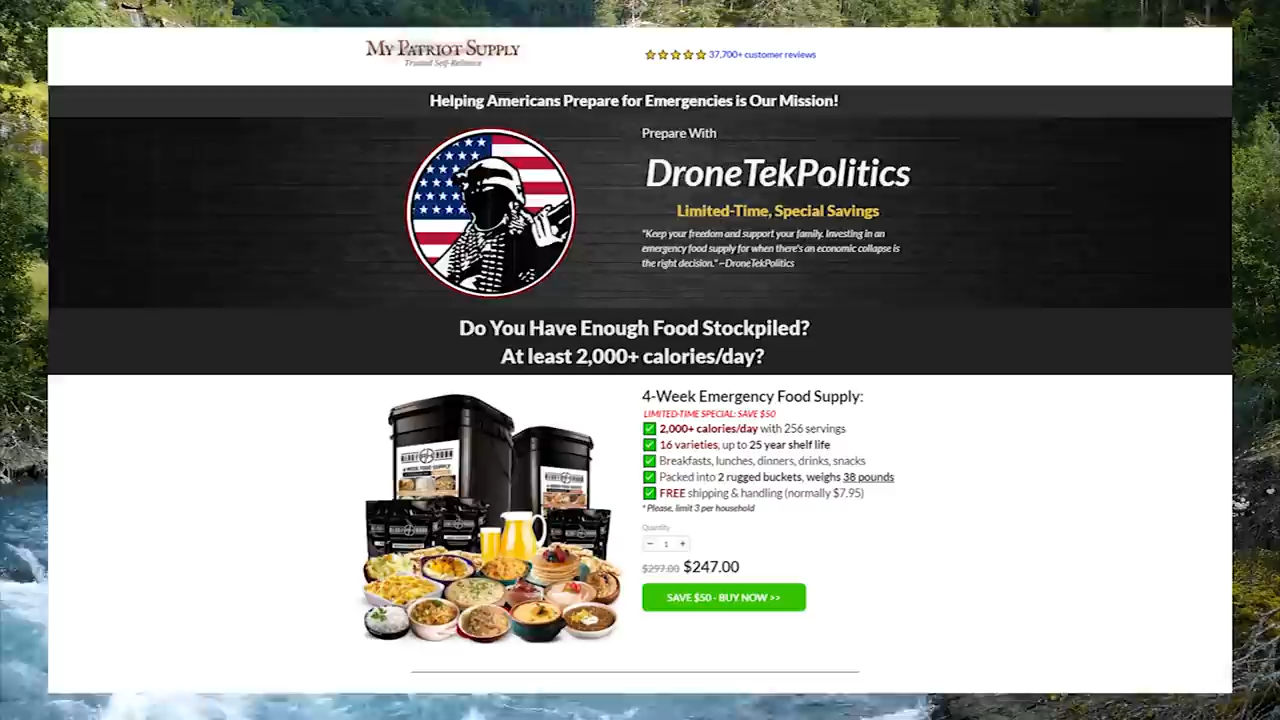 MY PATRIOT SUPPLY
Trusted Self-Reliance
37,700+ customer reviews
Helping Americans Prepare for Emergencies is Our Mission!
Prepare With
DroneTekPolitics
Limited-Time, Special Savings
"Keep your freedom and support your family. Investing in an
emergency food supply for when there's an economic collapse is
the right decision." ~DroneTekPolitics
Do You Have Enough Food Stockpiled?
At least 2,000+ calories/day?
4-Week Emergency Food Supply:
LIMITED-TIME SPECIAL: SAVE $50
2,000+ calories/day with 256 servings
16 varieties, up to 25 year shelf life
Breakfasts, lunches, dinners, drinks, snacks
Packed into 2 rugged buckets, weighs 38 pounds
FREE shipping & handling (normally $7.95)
* Please, limit 3 per household
Quantity
− 1 +
$297.00 $247.00
SAVE $50 - BUY NOW >>
4-WEEK FOOD SUPPLY